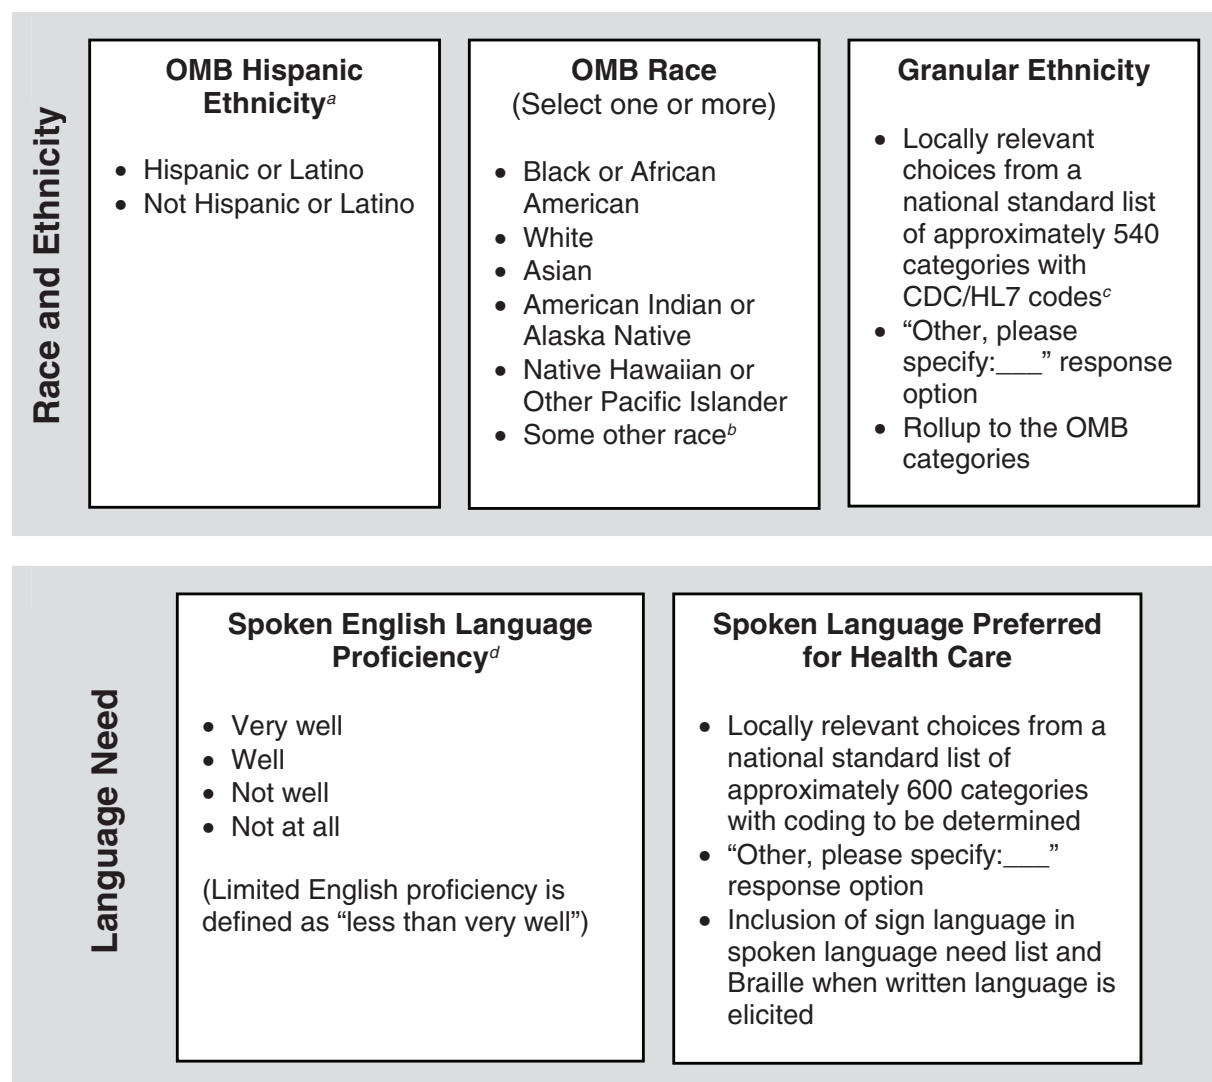 Race and Ethnicity
OMB Hispanic
Ethnicityᵃ
• Hispanic or Latino
• Not Hispanic or Latino
OMB Race
(Select one or more)
• Black or African
American
• White
• Asian
• American Indian or
Alaska Native
• Native Hawaiian or
Other Pacific Islander
• Some other raceᵇ
Granular Ethnicity
• Locally relevant
choices from a
national standard list
of approximately 540
categories with
CDC/HL7 codesᶜ
• “Other, please
specify:___” response
option
• Rollup to the OMB
categories
Language Need
Spoken English Language
Proficiencyᵈ
• Very well
• Well
• Not well
• Not at all
(Limited English proficiency is
defined as “less than very well”)
Spoken Language Preferred
for Health Care
• Locally relevant choices from a
national standard list of
approximately 600 categories
with coding to be determined
• “Other, please specify:___”
response option
• Inclusion of sign language in
spoken language need list and
Braille when written language is
elicited